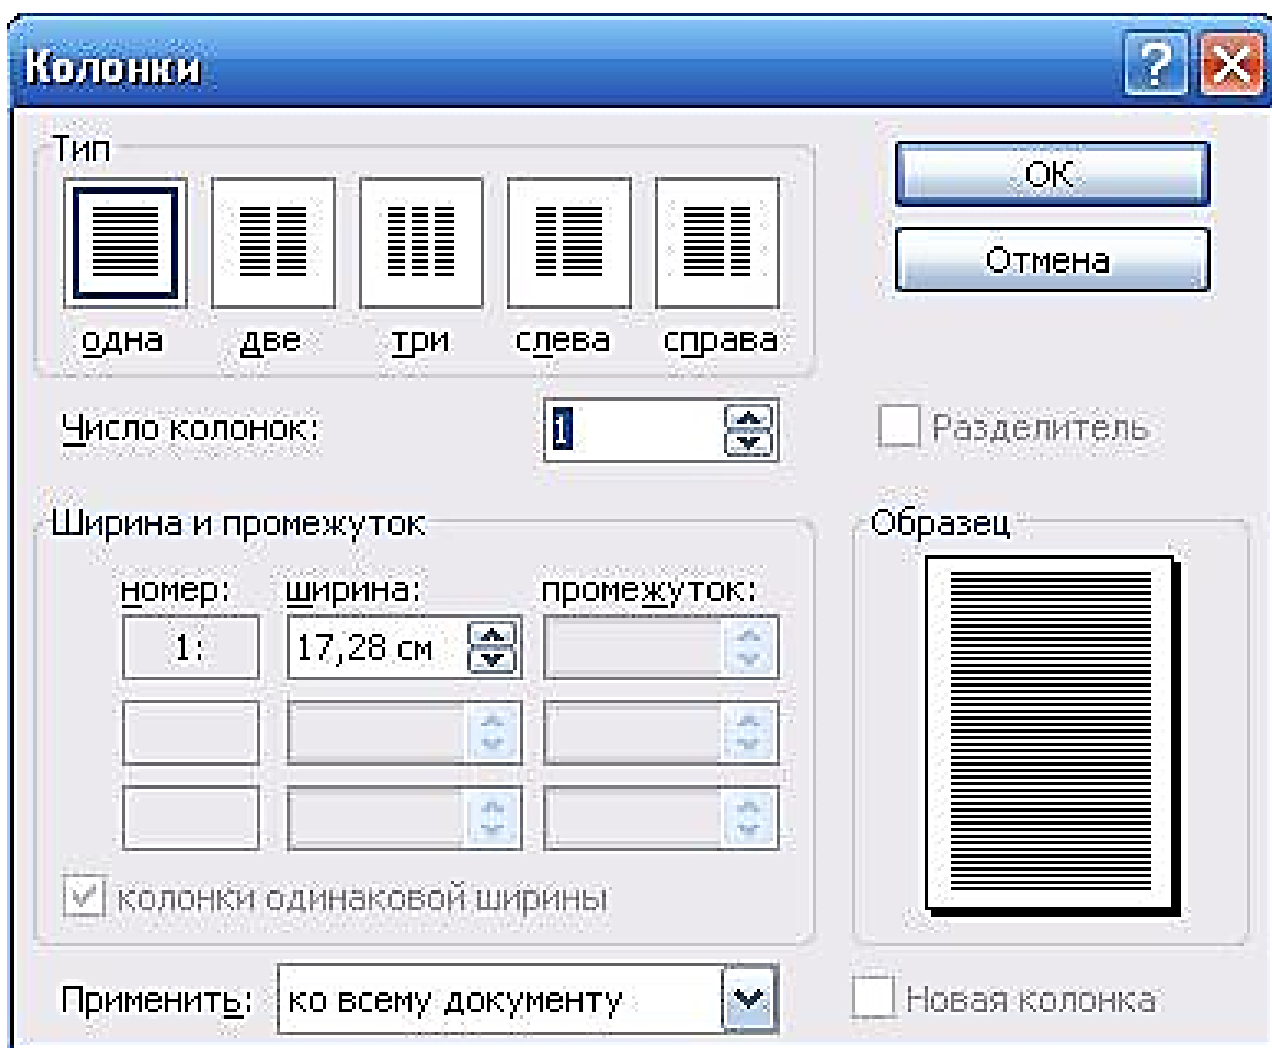 Колонки
Тип
ОК
Отмена
одна две три слева справа
Число колонок: 1
Разделитель
Ширина и промежуток
Образец
номер: ширина: промежуток:
1: 17,28 см
колонки одинаковой ширины
Применить: ко всему документу
Новая колонка